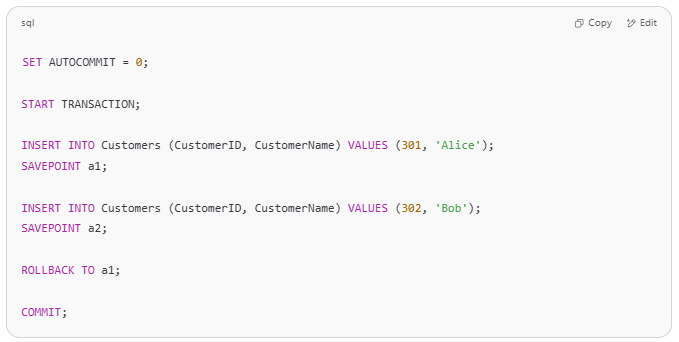 sql
Copy Edit
SET AUTOCOMMIT = 0;
START TRANSACTION;
INSERT INTO Customers (CustomerID, CustomerName) VALUES (301, 'Alice');
SAVEPOINT a1;
INSERT INTO Customers (CustomerID, CustomerName) VALUES (302, 'Bob');
SAVEPOINT a2;
ROLLBACK TO a1;
COMMIT;